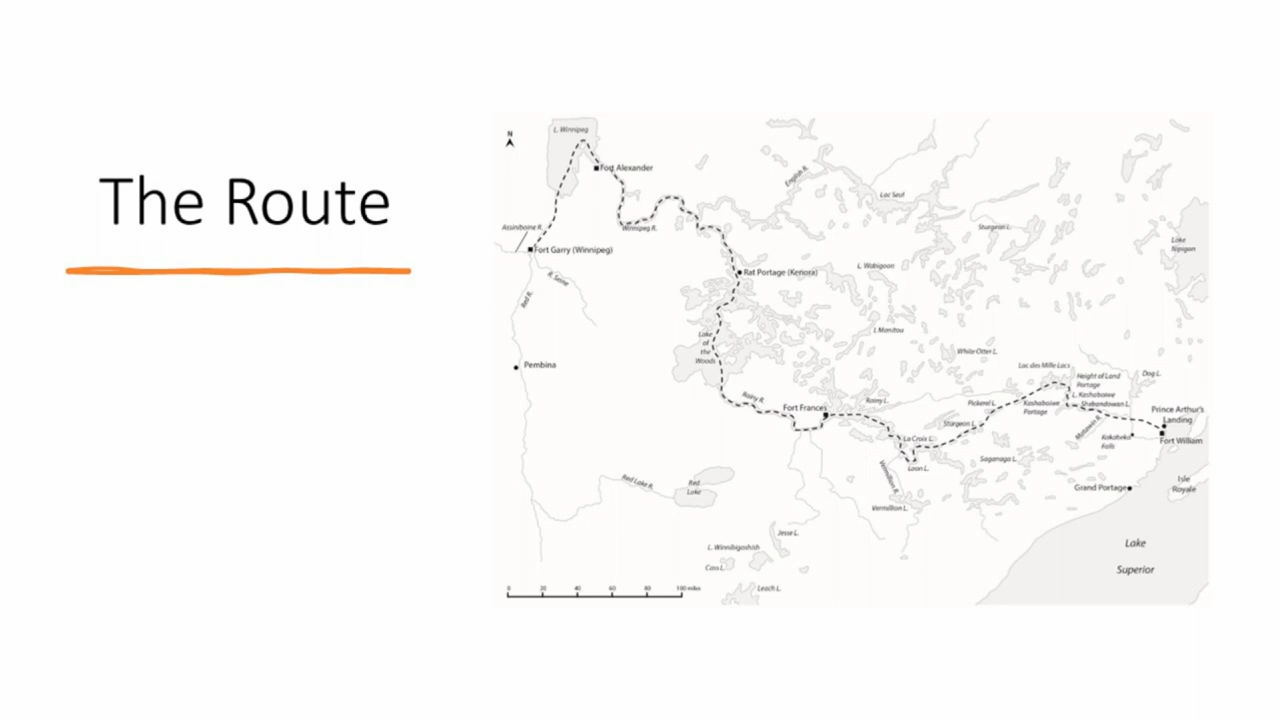 The Route
N
L. Winnipeg
Fort Alexander
English R.
Lac Seul
Assiniboine R.
Winnipeg R.
Sturgeon L.
Lake
Nipigon
Fort Garry (Winnipeg)
R. Seine
Red R.
Rat Portage (Kenora)
L. Wabigoon
Lake
of
the
Woods
L Manitou
White Otter L.
Pembina
Lac des Mille Lacs
Height of Land
Portage
Dog L.
L. Kashaboiwe
Shebandowan L.
Kashaboiwe
Portage
Pickerel L.
Rainy R.
Fort Frances
Rainy L.
Prince Arthur's
Landing
Fort William
Sturgeon L.
Matawin R.
Kakabeka
Falls
La Croix L.
Loon L.
Saganaga L.
Vermillion R.
Vermillion L.
Grand Portage
Isle
Royale
Red Lake R.
Red
Lake
Jesse L.
L. Winnibigoshish
Cass L.
Leach L.
Lake
Superior
0 20 40 60 80 100 miles